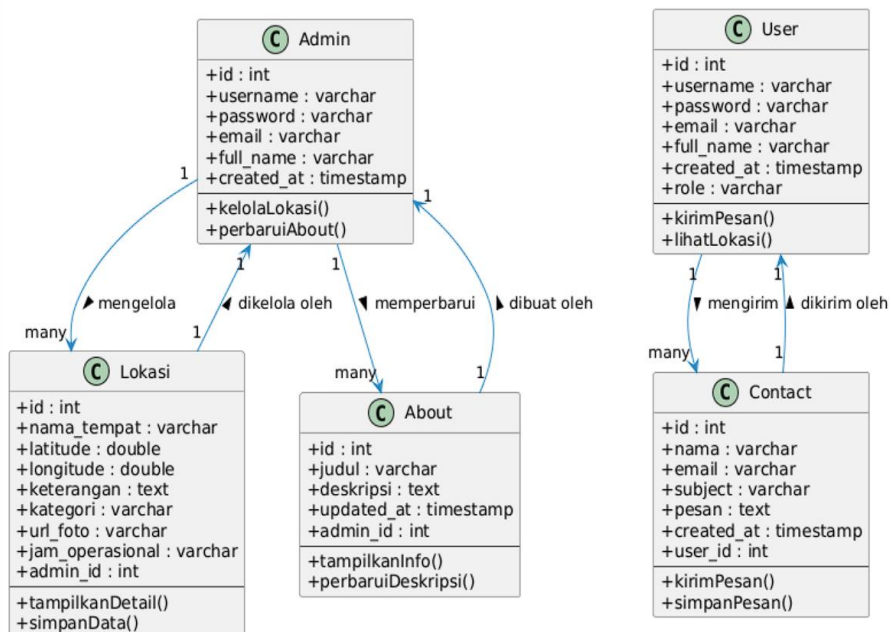 C Admin
+id : int
+username : varchar
+password : varchar
+email : varchar
+full_name : varchar
+created_at : timestamp
+kelolaLokasi()
+perbaruiAbout()
C User
+id : int
+username : varchar
+password : varchar
+email : varchar
+full_name : varchar
+created_at : timestamp
+role : varchar
+kirimPesan()
+lihatLokasi()
1
mengelola
many
1
dikelola oleh
1
1
memperbarui
many
1
dibuat oleh
1
1
mengirim
many
1
dikirim oleh
1
C Lokasi
+id : int
+nama_tempat : varchar
+latitude : double
+longitude : double
+keterangan : text
+kategori : varchar
+url_foto : varchar
+jam_operasional : varchar
+admin_id : int
+tampilkanDetail()
+simpanData()
C About
+id : int
+judul : varchar
+deskripsi : text
+updated_at : timestamp
+admin_id : int
+tampilkanInfo()
+perbaruiDeskripsi()
C Contact
+id : int
+nama : varchar
+email : varchar
+subject : varchar
+pesan : text
+created_at : timestamp
+user_id : int
+kirimPesan()
+simpanPesan()